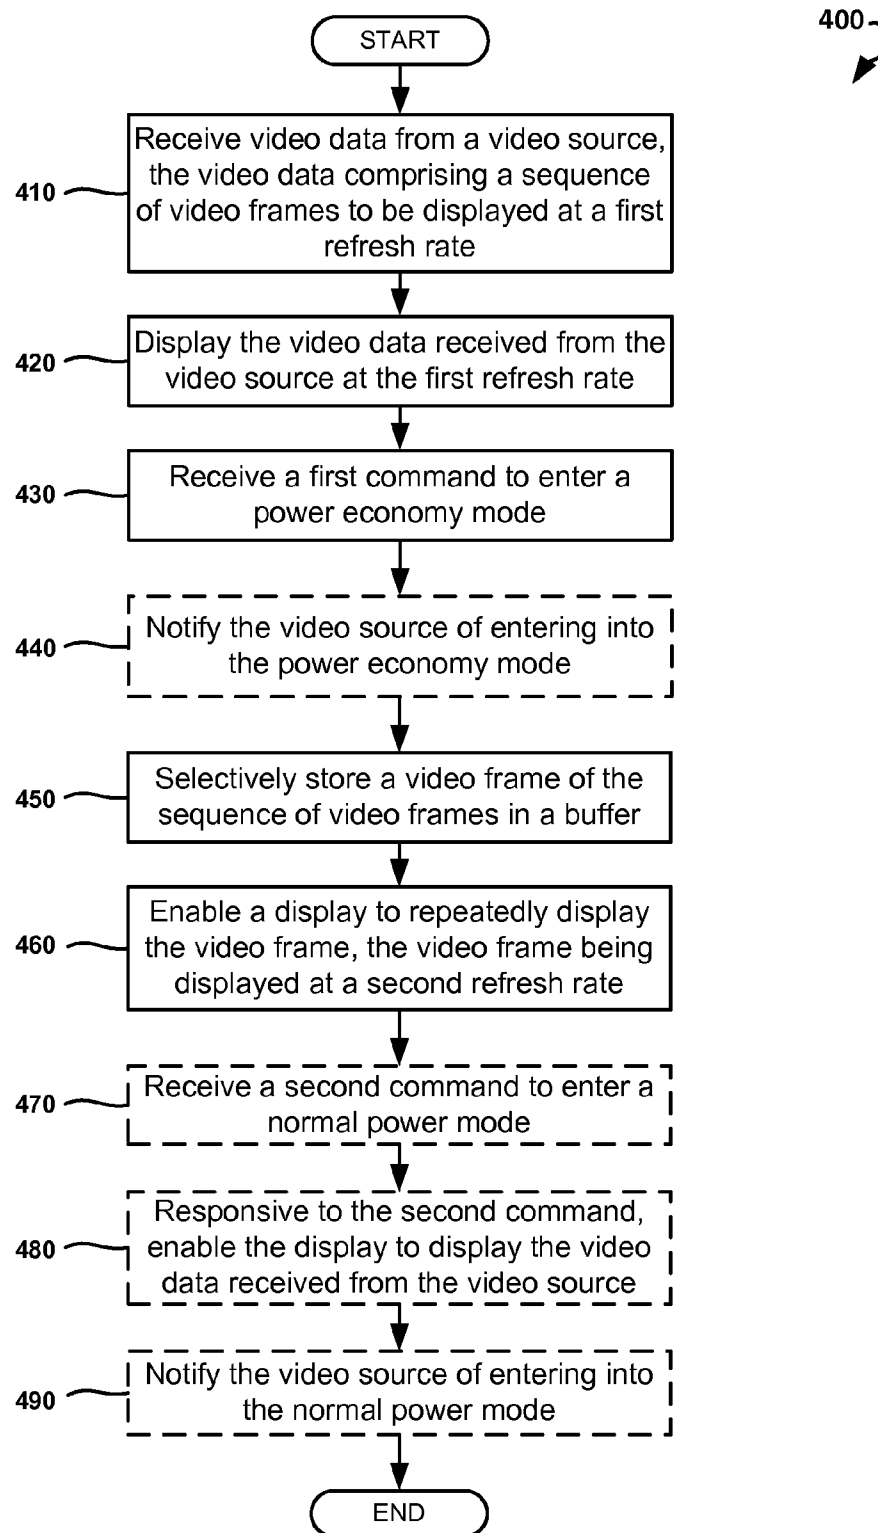 400
START
410
Receive video data from a video source,
the video data comprising a sequence
of video frames to be displayed at a first
refresh rate
420
Display the video data received from the
video source at the first refresh rate
430
Receive a first command to enter a
power economy mode
440
Notify the video source of entering into
the power economy mode
450
Selectively store a video frame of the
sequence of video frames in a buffer
460
Enable a display to repeatedly display
the video frame, the video frame being
displayed at a second refresh rate
470
Receive a second command to enter a
normal power mode
480
Responsive to the second command,
enable the display to display the video
data received from the video source
490
Notify the video source of entering into
the normal power mode
END